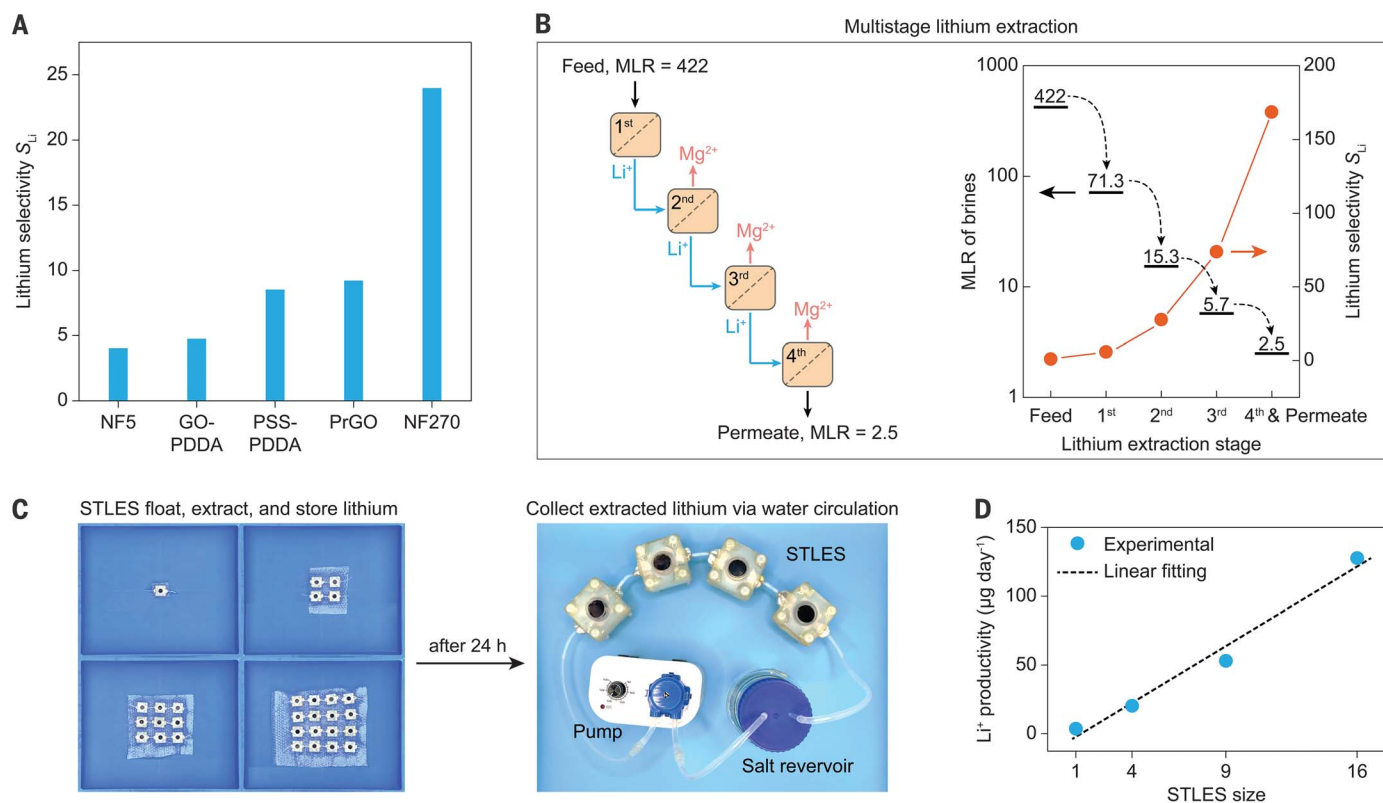 A
Lithium selectivity S_Li
25
20
15
10
5
0
NF5
GO-
PDDA
PSS-
PDDA
PrGO
NF270
B
Multistage lithium extraction
Feed, MLR = 422
1st
Li+
Mg2+
2nd
Li+
Mg2+
3rd
Li+
Mg2+
4th
Permeate, MLR = 2.5
MLR of brines
1000
100
10
1
422
71.3
15.3
5.7
2.5
200
150
100
50
0
Lithium selectivity S_Li
Feed
1st
2nd
3rd
4th & Permeate
Lithium extraction stage
C
STLES float, extract, and store lithium
after 24 h
Collect extracted lithium via water circulation
STLES
Pump
Salt revervoir
D
Li+ productivity (µg day-1)
150
100
50
0
Experimental
Linear fitting
1
4
9
16
STLES size